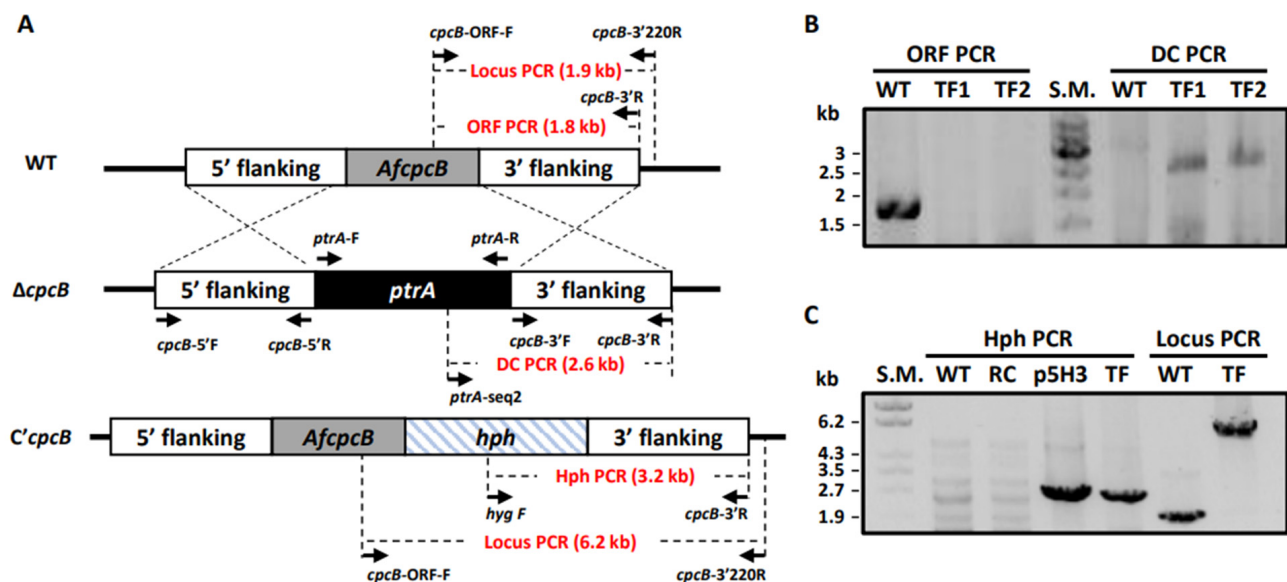 A
cpcB-ORF-F cpcB-3'220R
Locus PCR (1.9 kb)
cpcB-3'R
ORF PCR (1.8 kb)
WT
5' flanking AfcpcB 3' flanking
ptrA-F ptrA-R
ΔcpcB
5' flanking ptrA 3' flanking
cpcB-5'F cpcB-5'R cpcB-3'F cpcB-3'R
DC PCR (2.6 kb)
ptrA-seq2
C'cpcB
5' flanking AfcpcB hph 3' flanking
Hph PCR (3.2 kb)
hyg F cpcB-3'R
Locus PCR (6.2 kb)
cpcB-ORF-F cpcB-3'220R
B
ORF PCR DC PCR
WT TF1 TF2 S.M. WT TF1 TF2
kb
3
2.5
2
1.5
C
Hph PCR Locus PCR
kb S.M. WT RC p5H3 TF WT TF
6.2
4.3
3.5
2.7
1.9